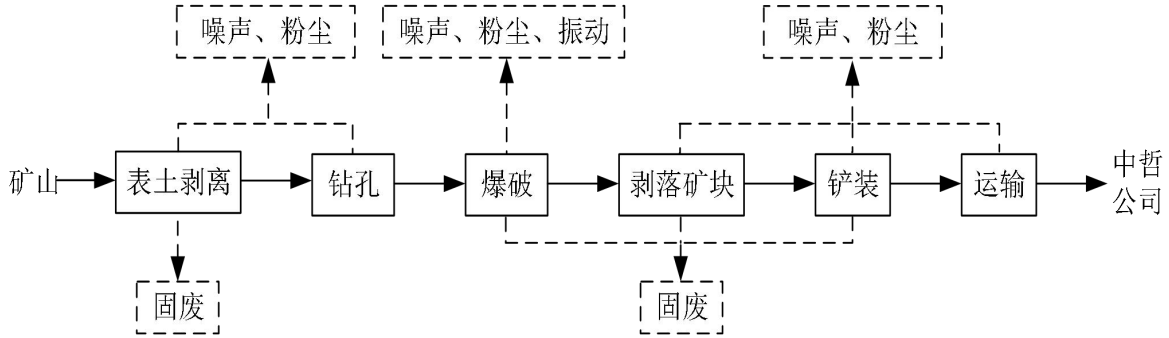 噪声、粉尘
噪声、粉尘、振动
噪声、粉尘
矿山
表土剥离
钻孔
爆破
剥落矿块
铲装
运输
中哲
公司
固废
固废